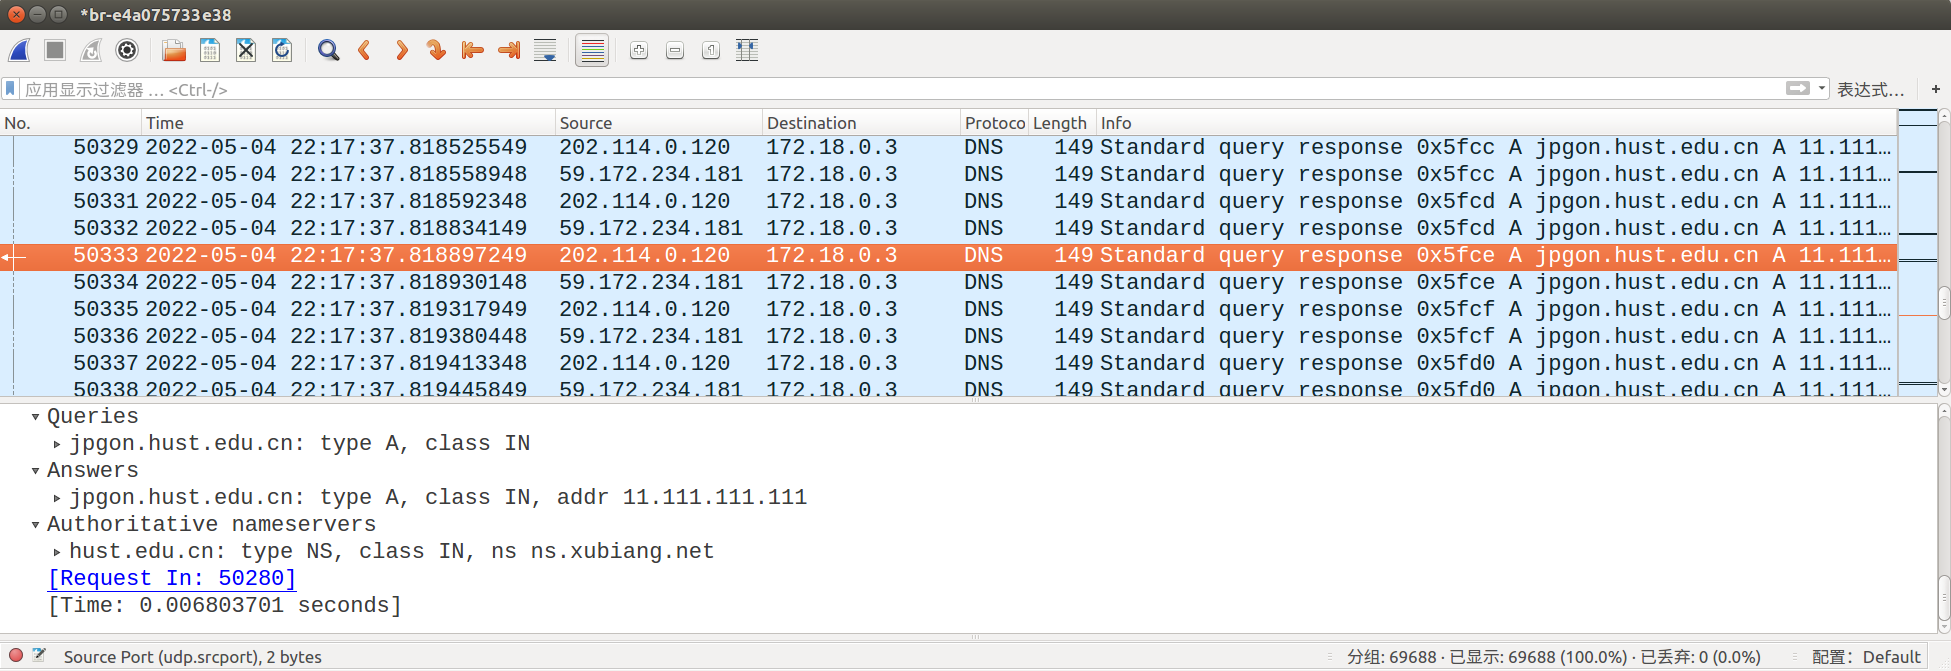 *br-e4a075733e38
应用显示过滤器 … <Ctrl-/>
表达式… +
No. Time Source Destination Protoco Length Info
50329 2022-05-04 22:17:37.818525549 202.114.0.120 172.18.0.3 DNS 149 Standard query response 0x5fcc A jpgon.hust.edu.cn A 11.111…
50330 2022-05-04 22:17:37.818558948 59.172.234.181 172.18.0.3 DNS 149 Standard query response 0x5fcc A jpgon.hust.edu.cn A 11.111…
50331 2022-05-04 22:17:37.818592348 202.114.0.120 172.18.0.3 DNS 149 Standard query response 0x5fcd A jpgon.hust.edu.cn A 11.111…
50332 2022-05-04 22:17:37.818834149 59.172.234.181 172.18.0.3 DNS 149 Standard query response 0x5fcd A jpgon.hust.edu.cn A 11.111…
50333 2022-05-04 22:17:37.818897249 202.114.0.120 172.18.0.3 DNS 149 Standard query response 0x5fce A jpgon.hust.edu.cn A 11.111…
50334 2022-05-04 22:17:37.818930148 59.172.234.181 172.18.0.3 DNS 149 Standard query response 0x5fce A jpgon.hust.edu.cn A 11.111…
50335 2022-05-04 22:17:37.819317949 202.114.0.120 172.18.0.3 DNS 149 Standard query response 0x5fcf A jpgon.hust.edu.cn A 11.111…
50336 2022-05-04 22:17:37.819380448 59.172.234.181 172.18.0.3 DNS 149 Standard query response 0x5fcf A jpgon.hust.edu.cn A 11.111…
50337 2022-05-04 22:17:37.819413348 202.114.0.120 172.18.0.3 DNS 149 Standard query response 0x5fd0 A jpgon.hust.edu.cn A 11.111…
50338 2022-05-04 22:17:37.819445849 59.172.234.181 172.18.0.3 DNS 149 Standard query response 0x5fd0 A jpgon.hust.edu.cn A 11.111…
Queries
jpgon.hust.edu.cn: type A, class IN
Answers
jpgon.hust.edu.cn: type A, class IN, addr 11.111.111.111
Authoritative nameservers
hust.edu.cn: type NS, class IN, ns ns.xubiang.net
[Request In: 50280]
[Time: 0.006803701 seconds]
Source Port (udp.srcport), 2 bytes
分组: 69688 · 已显示: 69688 (100.0%) · 已丢弃: 0 (0.0%)
配置：Default